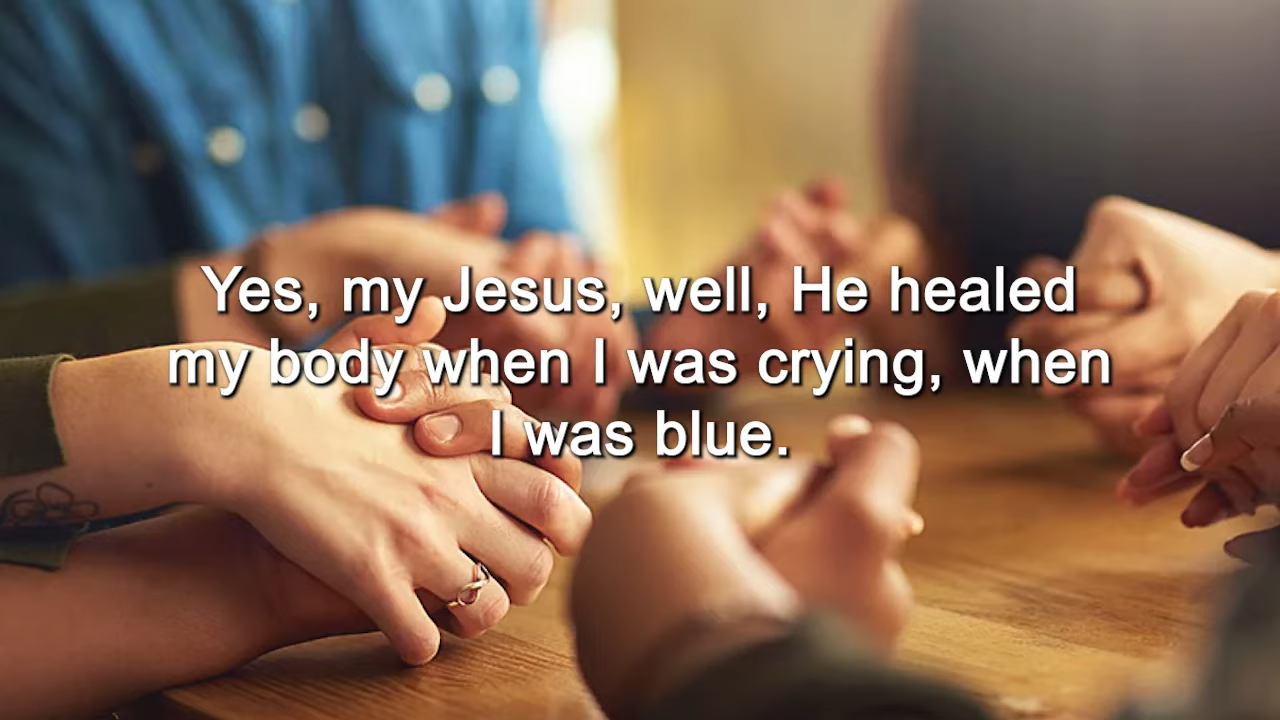 Yes, my Jesus, well, He healed
my body when I was crying, when
I was blue.